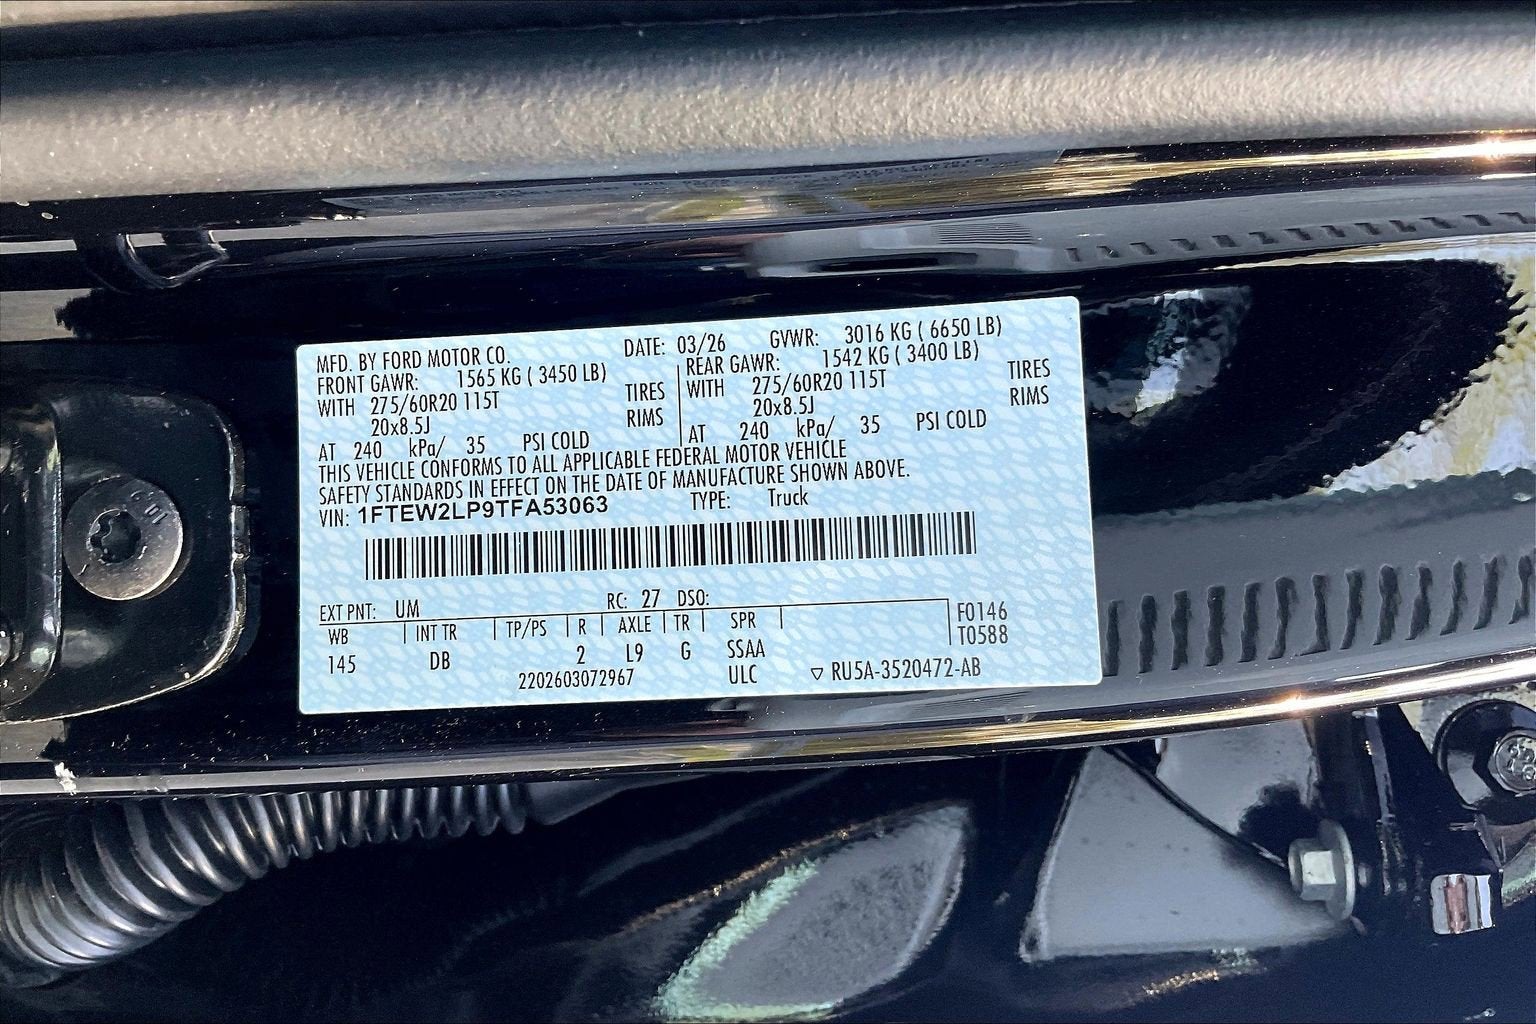 MFD. BY FORD MOTOR CO. DATE: 03/26 GVWR: 3016 KG ( 6650 LB)
FRONT GAWR: 1565 KG ( 3450 LB) REAR GAWR: 1542 KG ( 3400 LB)
WITH 275/60R20 115T TIRES WITH 275/60R20 115T TIRES
20x8.5J RIMS 20x8.5J RIMS
AT 240 kPa/ 35 PSI COLD AT 240 kPa/ 35 PSI COLD
THIS VEHICLE CONFORMS TO ALL APPLICABLE FEDERAL MOTOR VEHICLE
SAFETY STANDARDS IN EFFECT ON THE DATE OF MANUFACTURE SHOWN ABOVE.
VIN: 1FTEW2LP9TFA53063 TYPE: Truck
EXT PNT: UM RC: 27 DSO:
WB INT TR TP/PS R AXLE TR SPR F0146
145 DB 2 L9 G SSAA T0588
2202603072967 ULC ▽ RU5A-3520472-AB